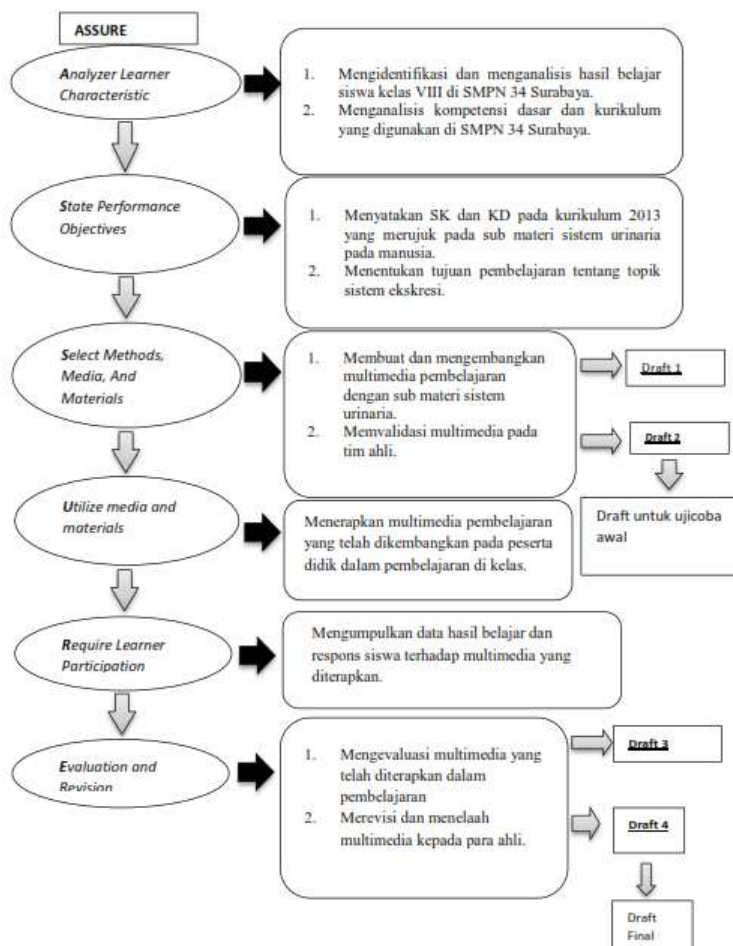 ASSURE
Analyzer Learner
Characteristic
1. Mengidentifikasi dan menganalisis hasil belajar
siswa kelas VIII di SMPN 34 Surabaya.
2. Menganalisis kompetensi dasar dan kurikulum
yang digunakan di SMPN 34 Surabaya.
State Performance
Objectives
1. Menyatakan SK dan KD pada kurikulum 2013
yang merujuk pada sub materi sistem urinaria
pada manusia.
2. Menentukan tujuan pembelajaran tentang topik
sistem ekskresi.
Select Methods,
Media, And
Materials
1. Membuat dan mengembangkan
multimedia pembelajaran
dengan sub materi sistem
urinaria.
2. Memvalidasi multimedia pada
tim ahli.
Draft 1
Draft 2
Draft untuk ujicoba
awal
Utilize media and
materials
Menerapkan multimedia pembelajaran
yang telah dikembangkan pada peserta
didik dalam pembelajaran di kelas.
Require Learner
Participation
Mengumpulkan data hasil belajar dan
respons siswa terhadap multimedia yang
diterapkan.
Evaluation and
Revision
1. Mengevaluasi multimedia yang
telah diterapkan dalam
pembelajaran
2. Merevisi dan menelaah
multimedia kepada para ahli.
Draft 3
Draft 4
Draft
Final